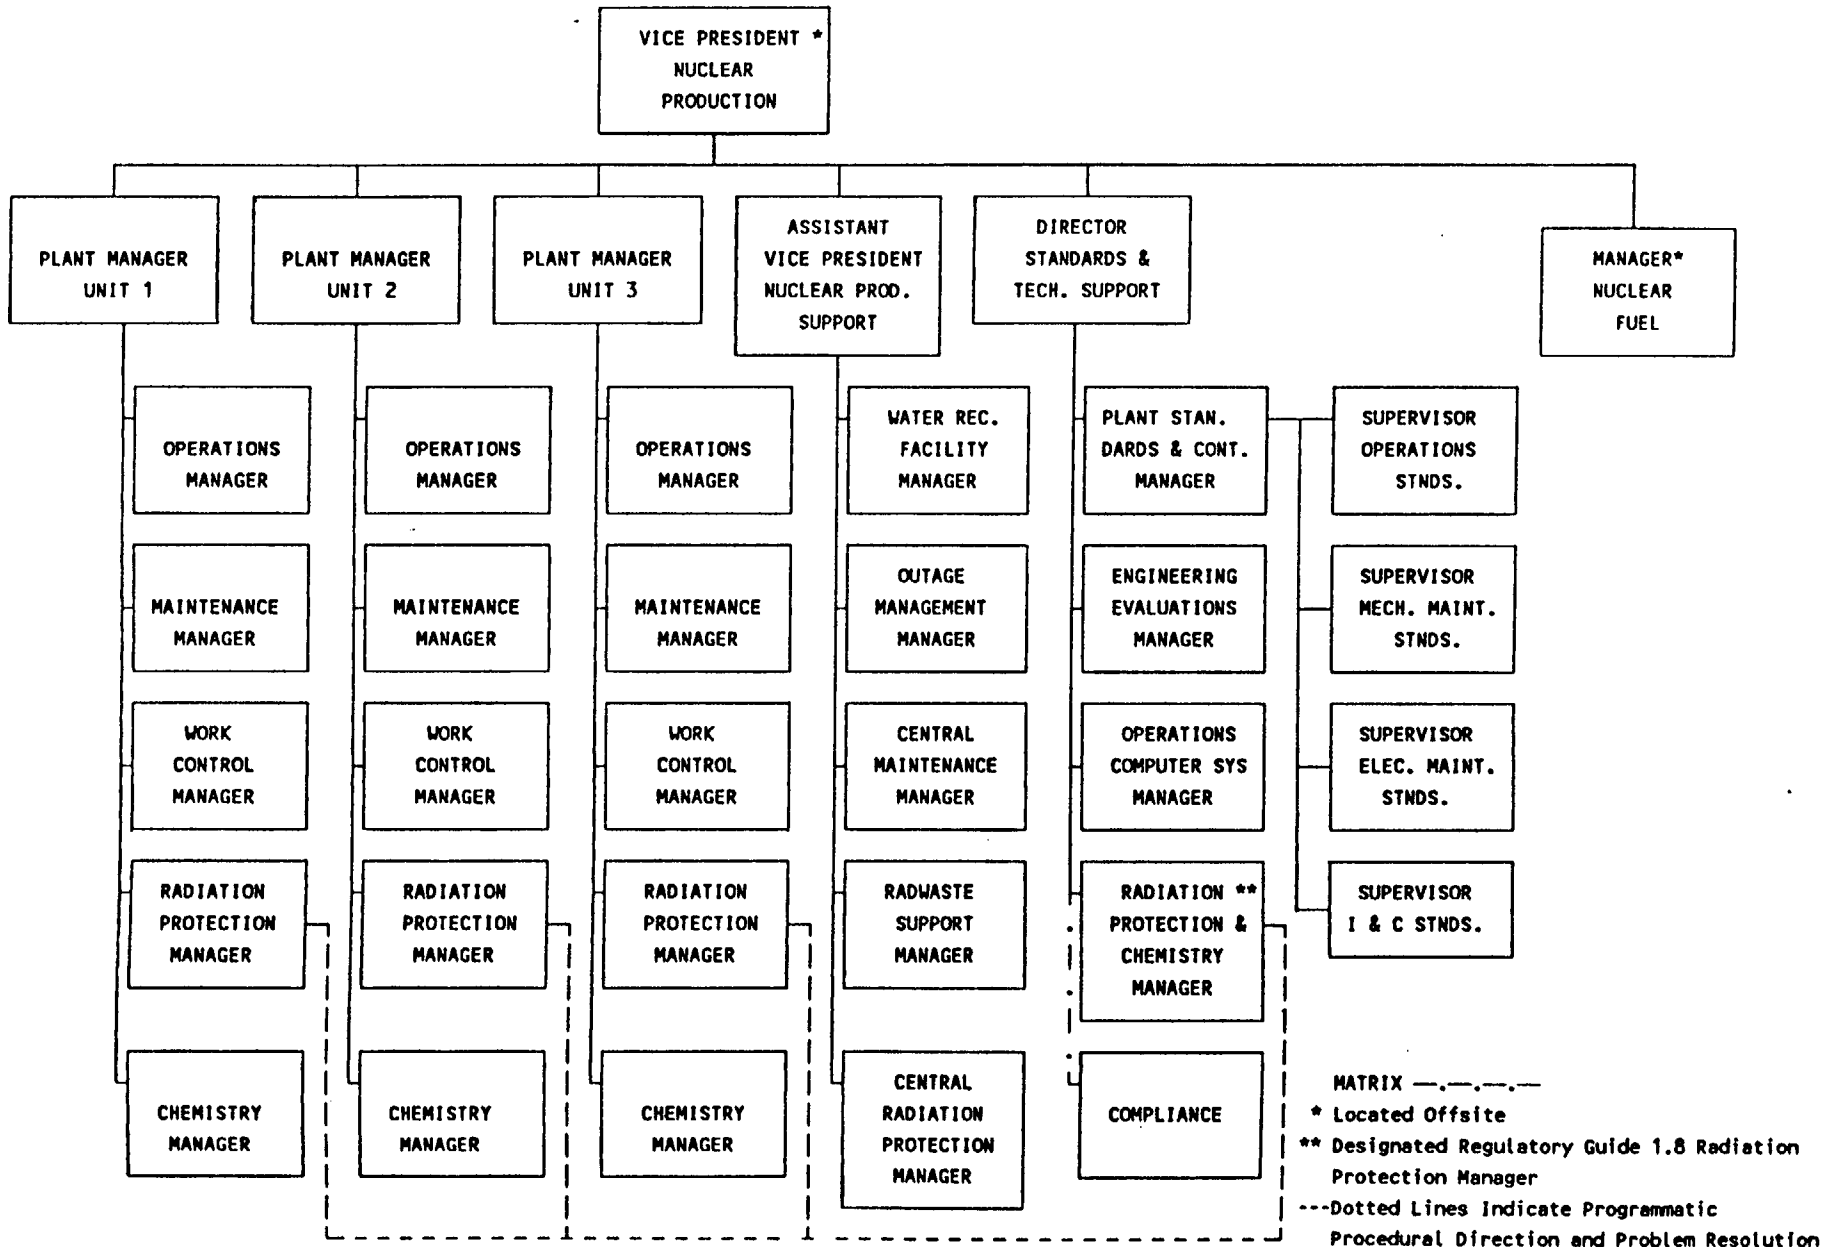 VICE PRESIDENT *
NUCLEAR
PRODUCTION
PLANT MANAGER
UNIT 1
PLANT MANAGER
UNIT 2
PLANT MANAGER
UNIT 3
ASSISTANT
VICE PRESIDENT
NUCLEAR PROD.
SUPPORT
DIRECTOR
STANDARDS &
TECH. SUPPORT
MANAGER*
NUCLEAR
FUEL
OPERATIONS
MANAGER
MAINTENANCE
MANAGER
WORK
CONTROL
MANAGER
RADIATION
PROTECTION
MANAGER
CHEMISTRY
MANAGER
OPERATIONS
MANAGER
MAINTENANCE
MANAGER
WORK
CONTROL
MANAGER
RADIATION
PROTECTION
MANAGER
CHEMISTRY
MANAGER
OPERATIONS
MANAGER
MAINTENANCE
MANAGER
WORK
CONTROL
MANAGER
RADIATION
PROTECTION
MANAGER
CHEMISTRY
MANAGER
WATER REC.
FACILITY
MANAGER
OUTAGE
MANAGEMENT
MANAGER
CENTRAL
MAINTENANCE
MANAGER
RADWASTE
SUPPORT
MANAGER
CENTRAL
RADIATION
PROTECTION
MANAGER
PLANT STAN.
DARDS & CONT.
MANAGER
ENGINEERING
EVALUATIONS
MANAGER
OPERATIONS
COMPUTER SYS
MANAGER
RADIATION **
PROTECTION &
CHEMISTRY
MANAGER
COMPLIANCE
SUPERVISOR
OPERATIONS
STNDS.
SUPERVISOR
MECH. MAINT.
STNDS.
SUPERVISOR
ELEC. MAINT.
STNDS.
SUPERVISOR
I & C STNDS.
MATRIX —.—.—.—
* Located Offsite
** Designated Regulatory Guide 1.8 Radiation
Protection Manager
---Dotted Lines Indicate Programmatic
Procedural Direction and Problem Resolution